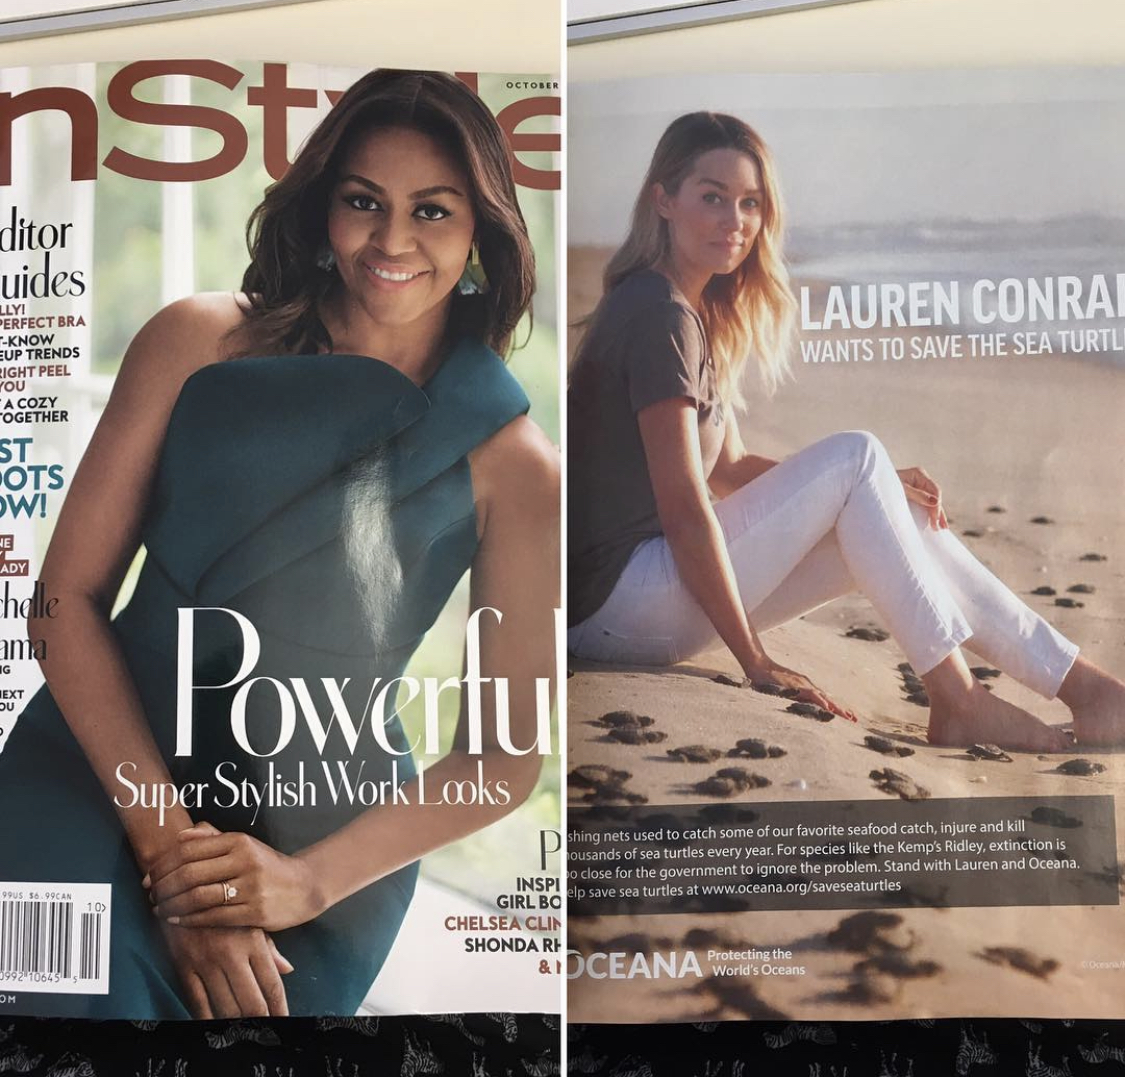 nStyle
OCTOBER
ditor
uides
LLY!
PERFECT BRA
T-KNOW
EUP TRENDS
RIGHT PEEL
YOU
A COZY
TOGETHER
ST
OOTS
OW!
NE
ADY
chelle
ama
NG
NEXT
OU
Powerful
Super Stylish Work Looks
P
INSPI
GIRL BO
CHELSEA CLIN
SHONDA RH
&
99US $6.99CAN
10>
0992 10645 5
OM
LAUREN CONRAD
WANTS TO SAVE THE SEA TURTL
shing nets used to catch some of our favorite seafood catch, injure and kill
housands of sea turtles every year. For species like the Kemp's Ridley, extinction is
oo close for the government to ignore the problem. Stand with Lauren and Oceana.
elp save sea turtles at www.oceana.org/saveseaturtles
OCEANA Protecting the
World's Oceans
© Oceana/